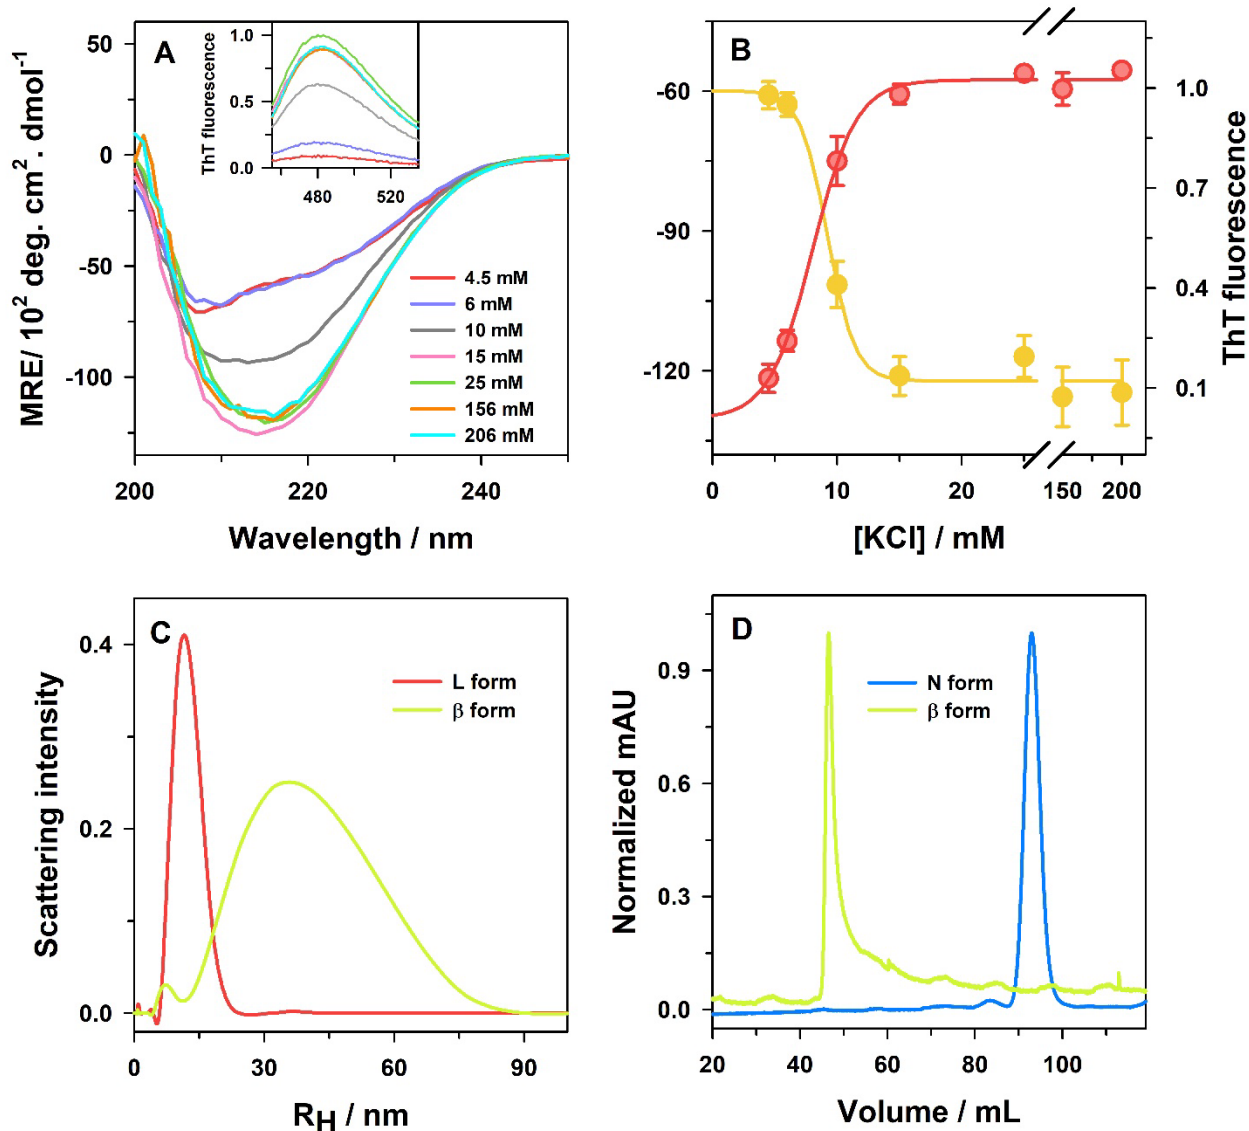 A
MRE/ 10² deg. cm² . dmol⁻¹
50
0
-50
-100
200
220
240
Wavelength / nm
ThT fluorescence
1.0
0.5
0.0
480
520
4.5 mM
6 mM
10 mM
15 mM
25 mM
156 mM
206 mM
B
-60
-90
-120
0
10
20
150
200
[KCl] / mM
1.0
0.7
0.4
0.1
ThT fluorescence
C
Scattering intensity
0.4
0.2
0.0
0
30
60
90
R_H / nm
L form
β form
D
Normalized mAU
0.9
0.6
0.3
0.0
20
40
60
80
100
Volume / mL
N form
β form